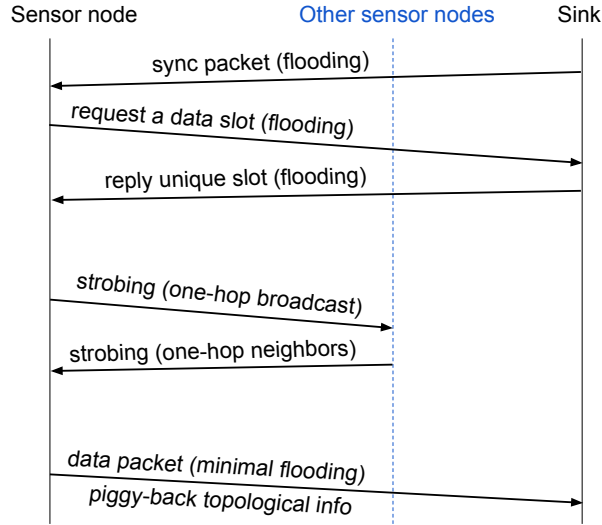 Sensor node
Other sensor nodes
Sink
sync packet (flooding)
request a data slot (flooding)
reply unique slot (flooding)
strobing (one-hop broadcast)
strobing (one-hop neighbors)
data packet (minimal flooding)
piggy-back topological info